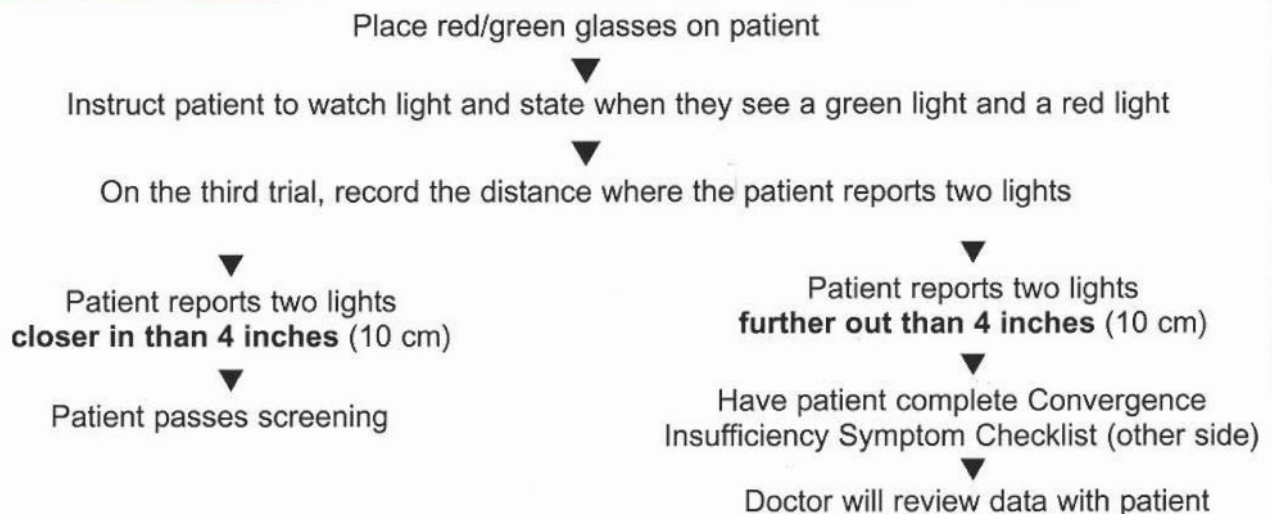 Place red/green glasses on patient
Instruct patient to watch light and state when they see a green light and a red light
On the third trial, record the distance where the patient reports two lights
Patient reports two lights
closer in than 4 inches (10 cm)
Patient passes screening
Patient reports two lights
further out than 4 inches (10 cm)
Have patient complete Convergence
Insufficiency Symptom Checklist (other side)
Doctor will review data with patient